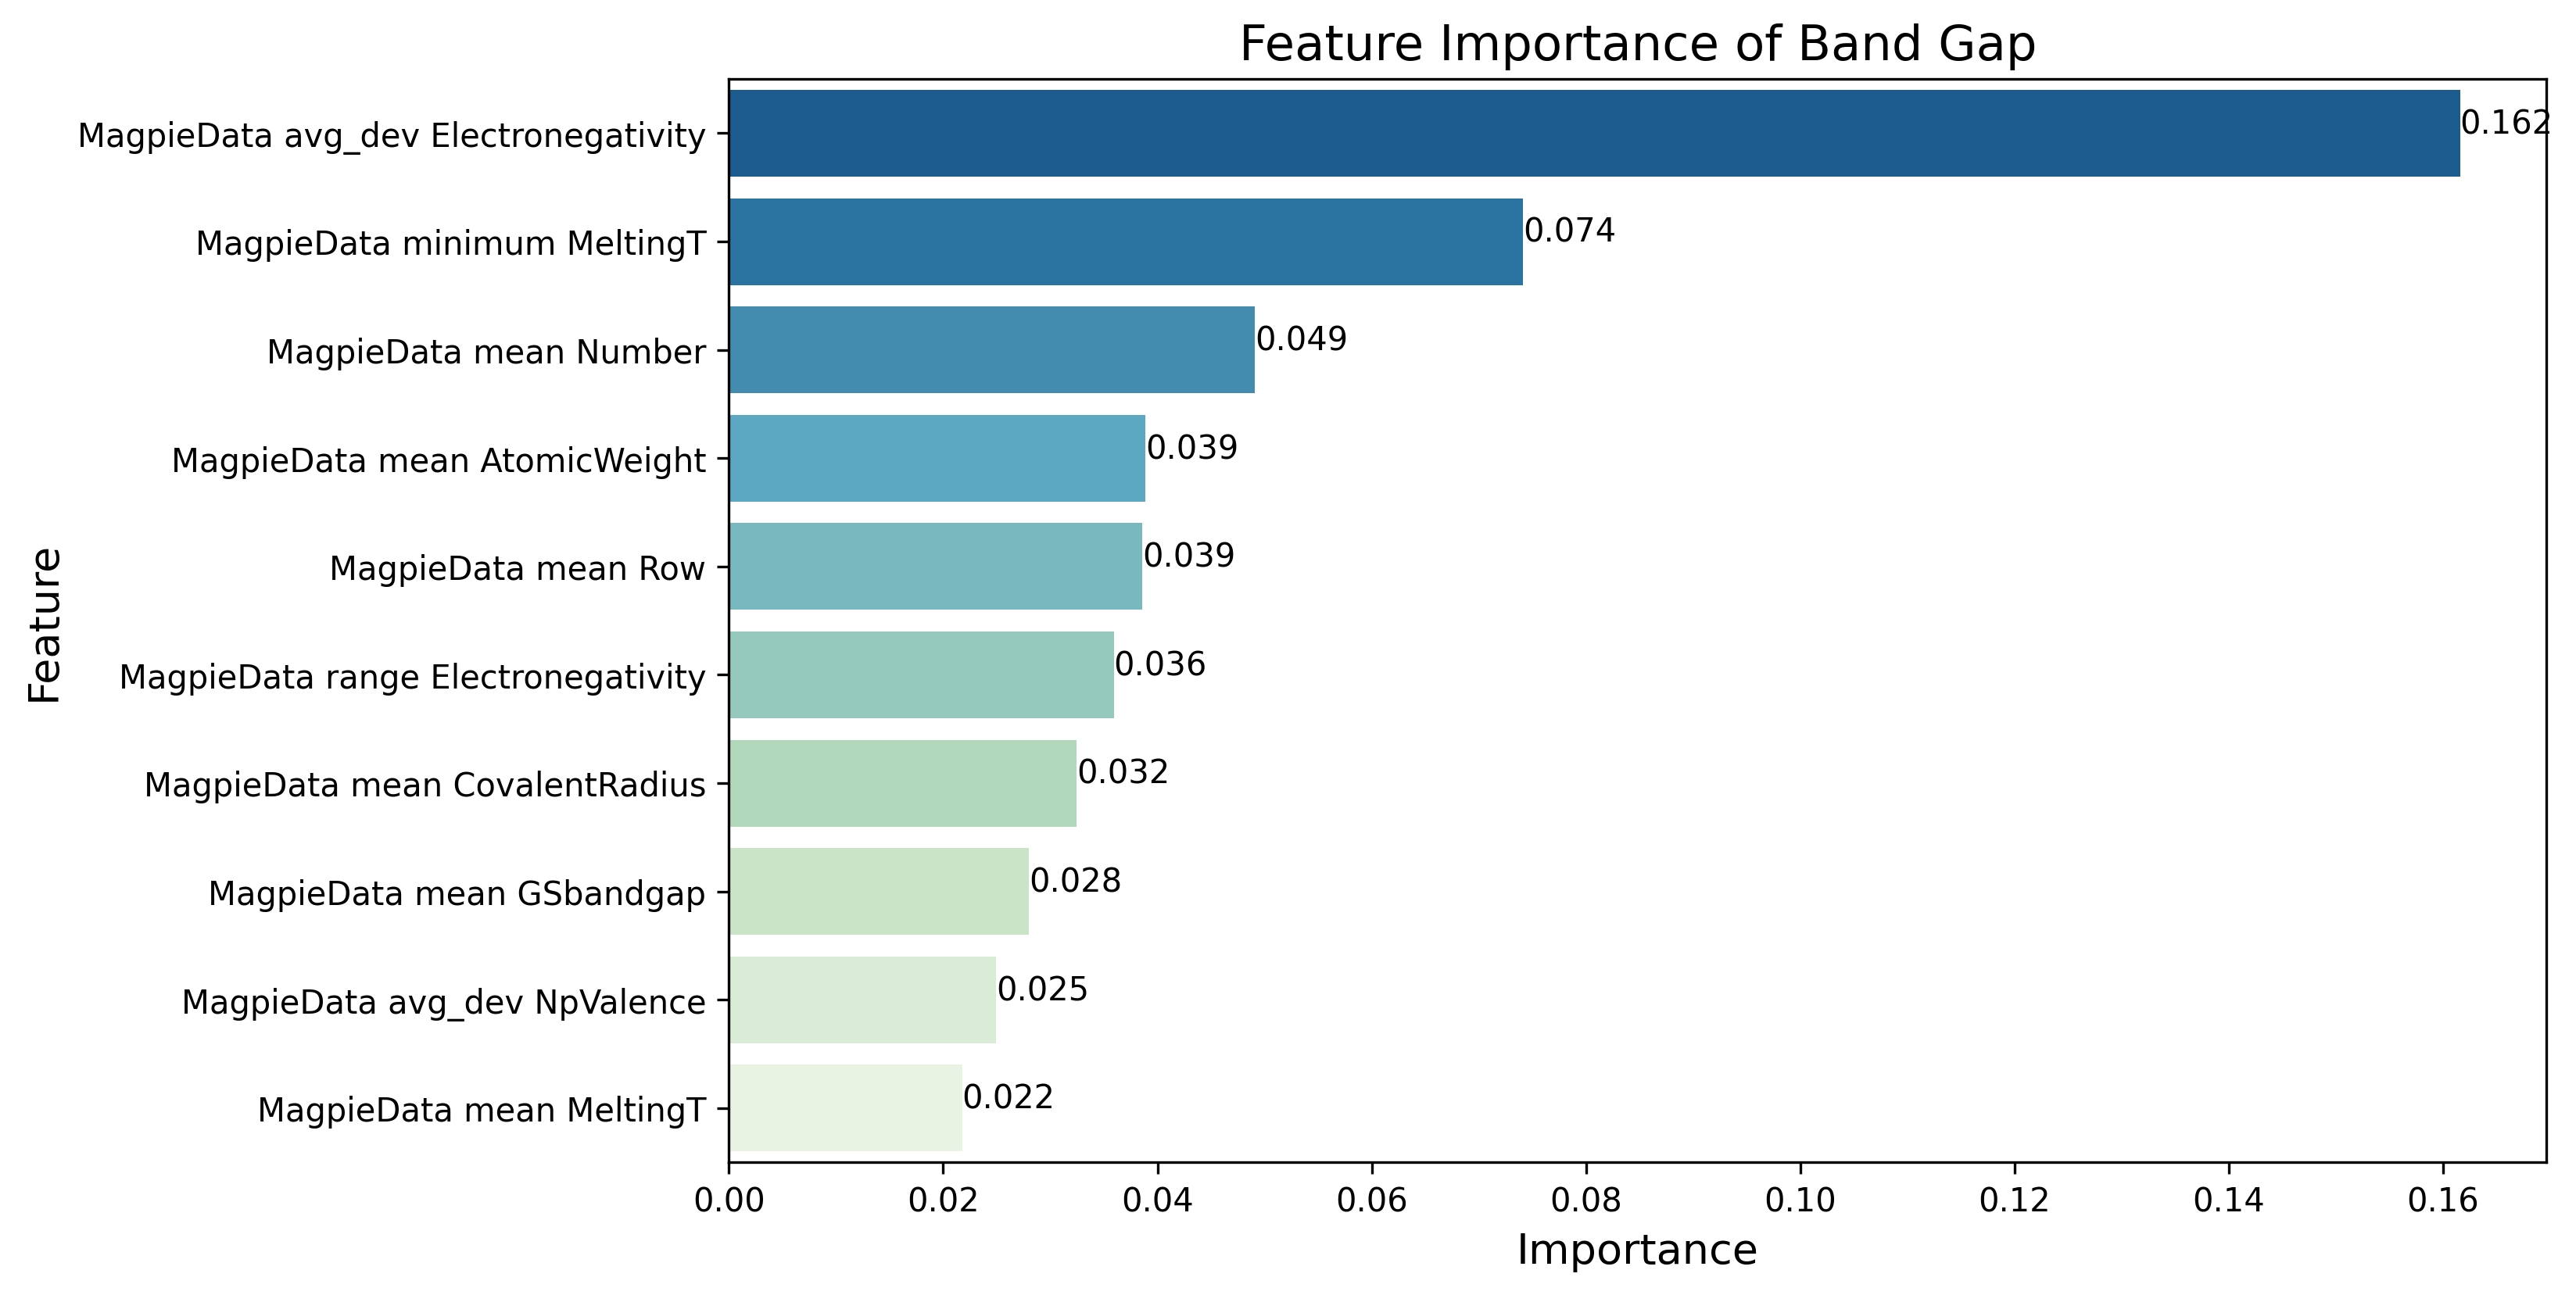 Feature Importance of Band Gap
MagpieData avg_dev Electronegativity
0.162
MagpieData minimum MeltingT
0.074
MagpieData mean Number
0.049
MagpieData mean AtomicWeight
0.039
MagpieData mean Row
0.039
MagpieData range Electronegativity
0.036
MagpieData mean CovalentRadius
0.032
MagpieData mean GSbandgap
0.028
MagpieData avg_dev NpValence
0.025
MagpieData mean MeltingT
0.022
Feature
0.00 0.02 0.04 0.06 0.08 0.10 0.12 0.14 0.16
Importance